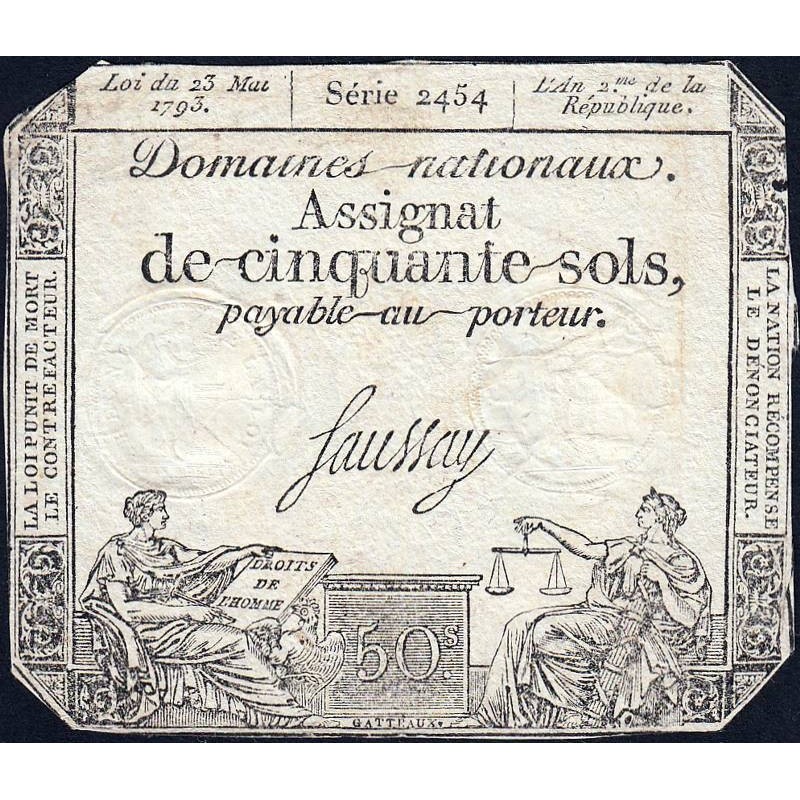 Loi du 23 Mai
1793.
Série 2454
L'An 2.me de la
République.
Domaines nationaux.
Assignat
de cinquante sols,
payable au porteur.
Saussay
LA LOI PUNIT DE MORT
LE CONTREFACTEUR.
LA NATION RÉCOMPENSE
LE DÉNONCIATEUR.
DROITS
DE
L'HOMME
50.s
GATTEAUX.